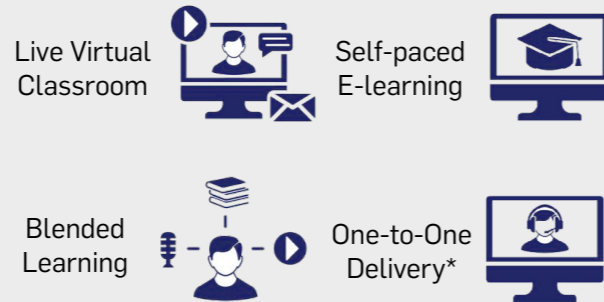 Live Virtual
Classroom
Self-paced
E-learning
Blended
Learning
One-to-One
Delivery*